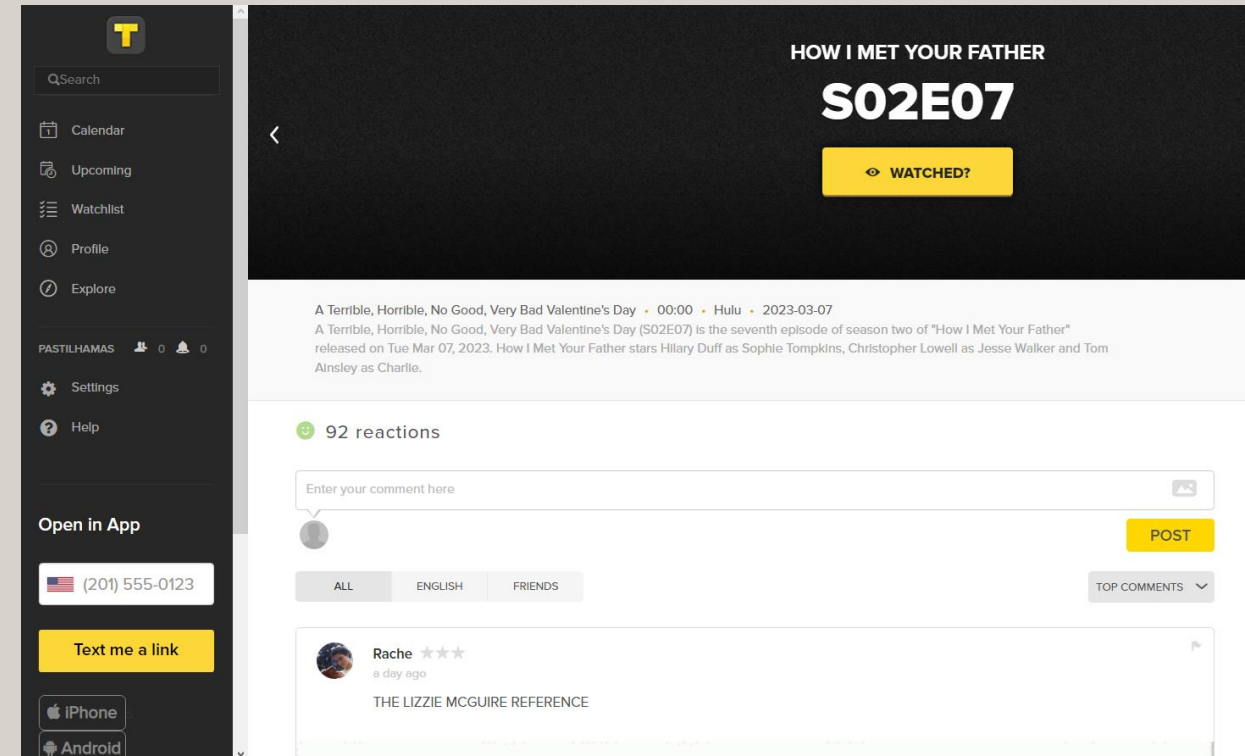 T
Search
Calendar
Upcoming
Watchlist
Profile
Explore
PASTILHAMAS 0 0
Settings
Help
Open in App
(201) 555-0123
Text me a link
iPhone
Android
HOW I MET YOUR FATHER
S02E07
WATCHED?
A Terrible, Horrible, No Good, Very Bad Valentine's Day • 00:00 • Hulu • 2023-03-07
A Terrible, Horrible, No Good, Very Bad Valentine's Day (S02E07) is the seventh episode of season two of "How I Met Your Father"
released on Tue Mar 07, 2023. How I Met Your Father stars Hilary Duff as Sophie Tompkins, Christopher Lowell as Jesse Walker and Tom
Ainsley as Charlie.
92 reactions
Enter your comment here
POST
ALL ENGLISH FRIENDS TOP COMMENTS
Rache
a day ago
THE LIZZIE MCGUIRE REFERENCE